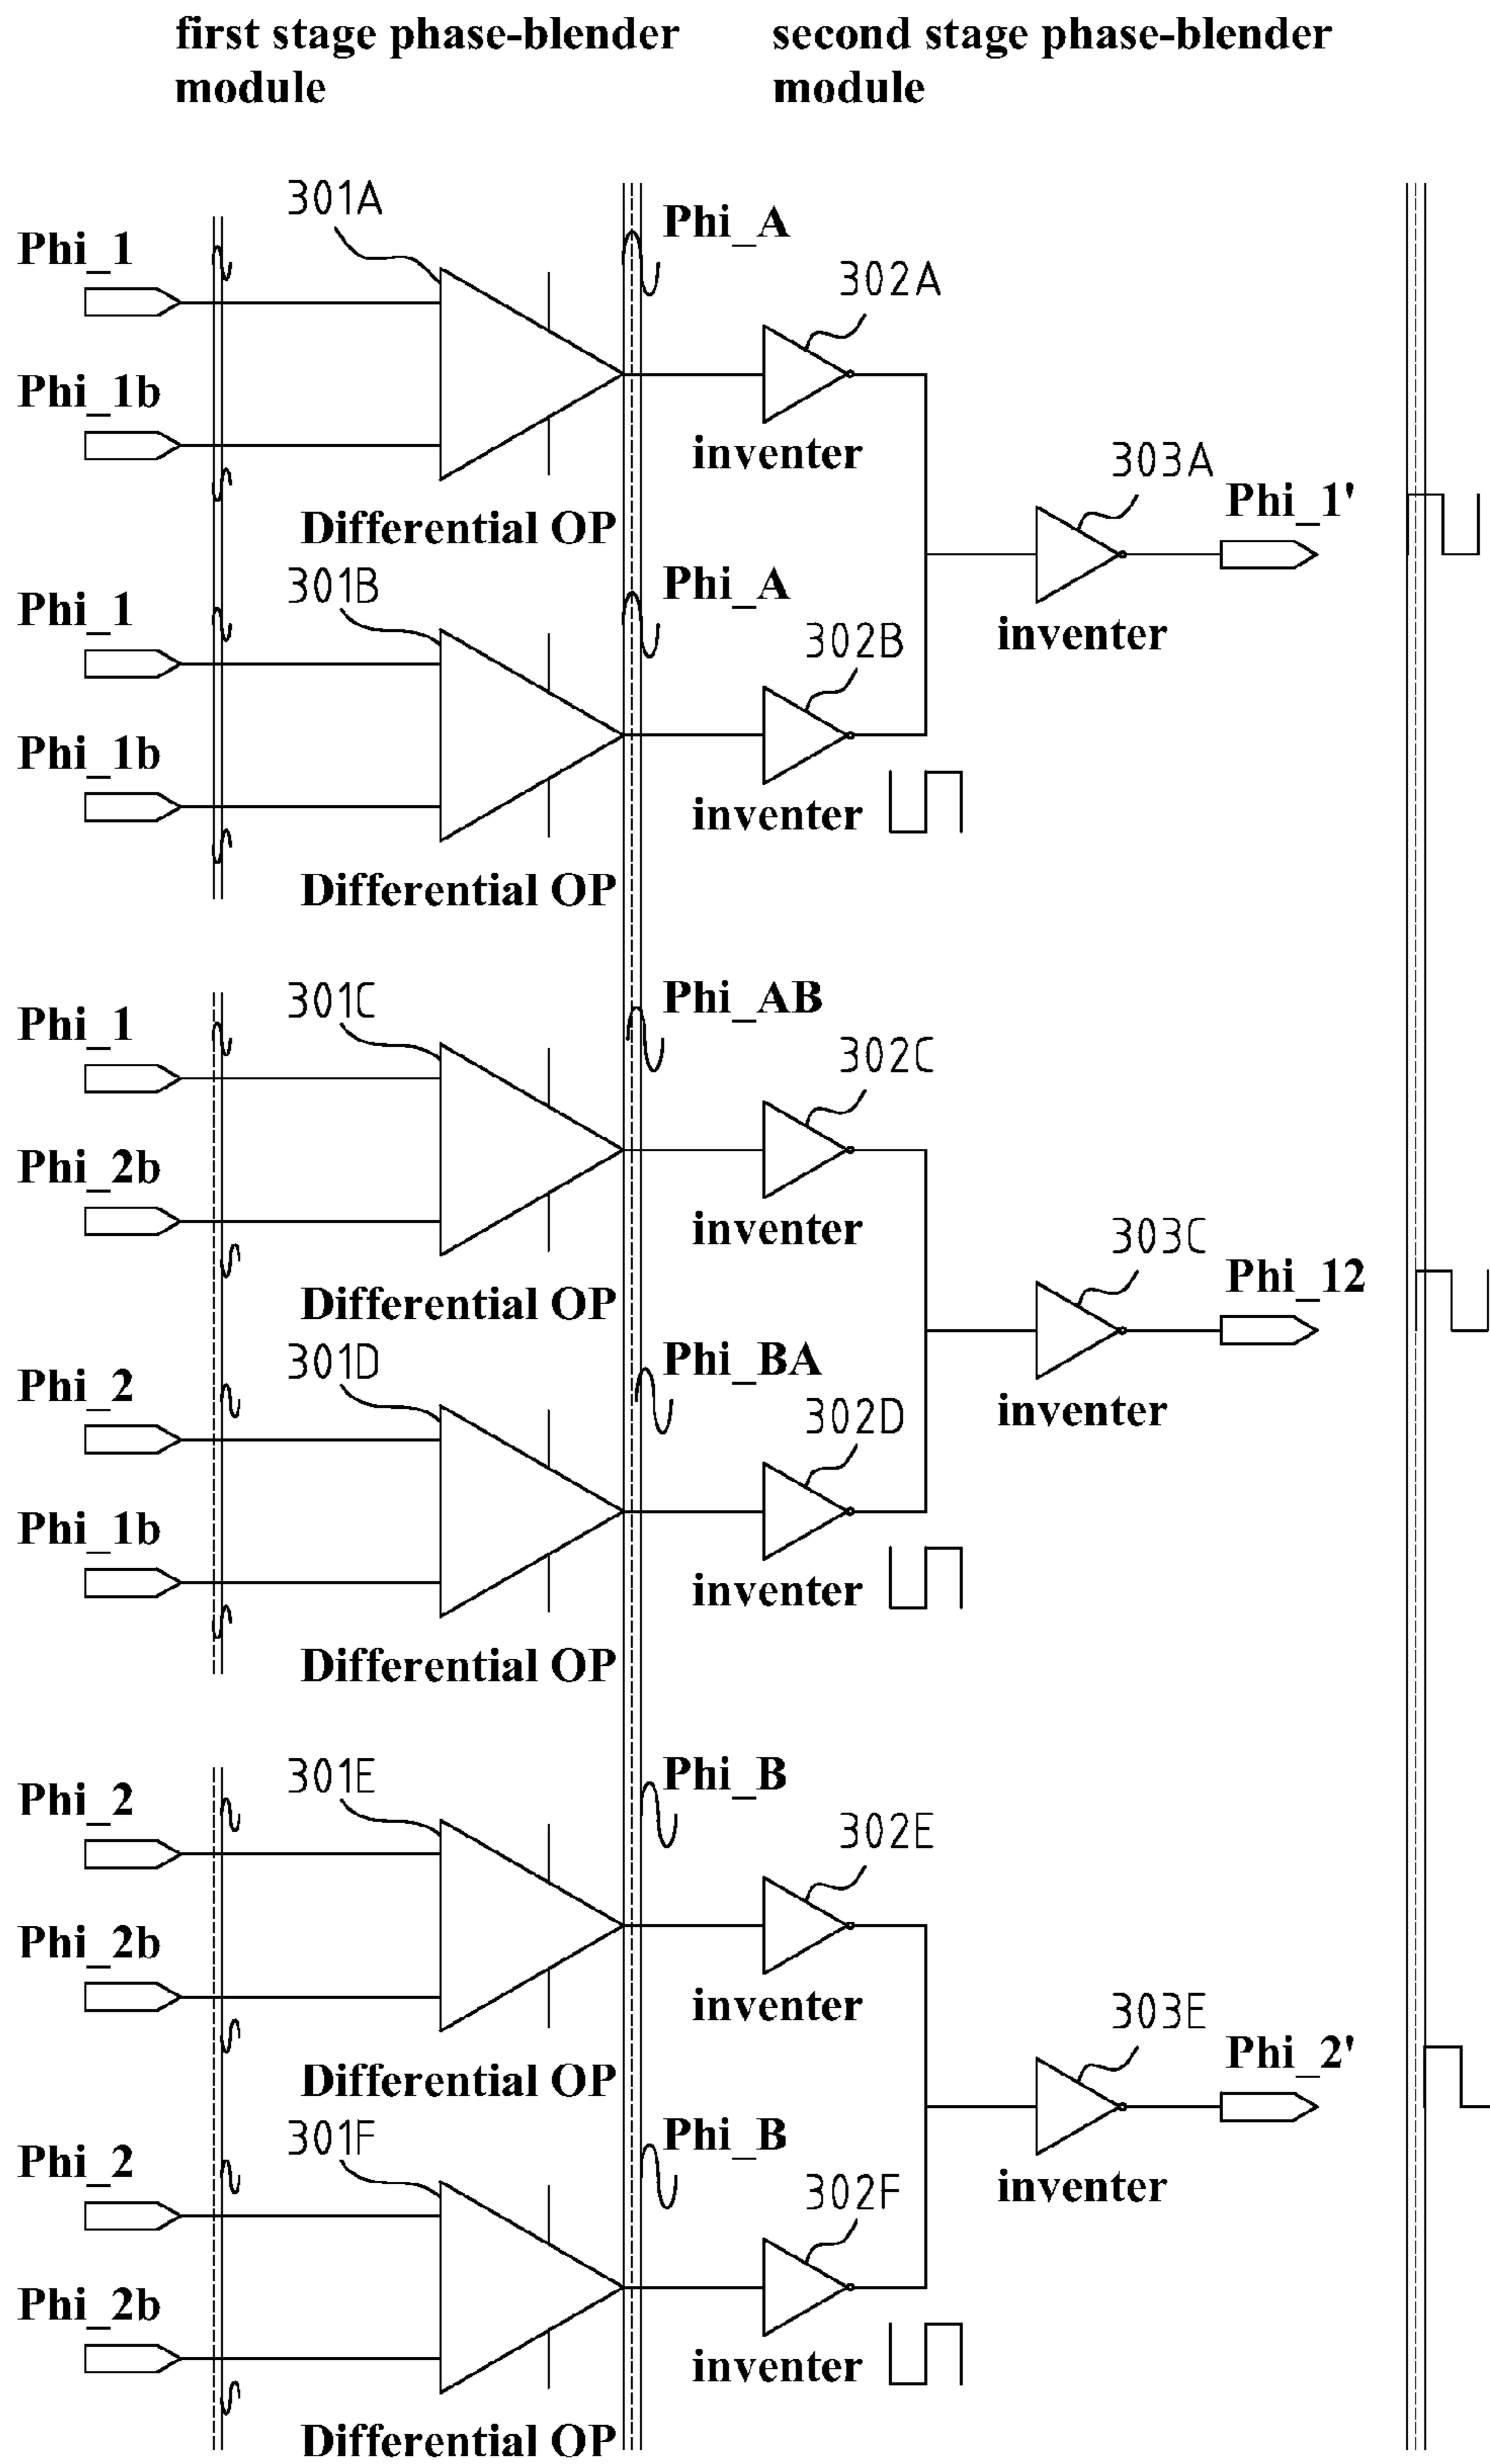 first stage phase-blender
module
second stage phase-blender
module
301A
Phi_A
Phi_1
302A
Phi_1b
inventer
303A
Phi_1'
Differential OP
301B
Phi_A
Phi_1
302B
inventer
Phi_1b
inventer
Differential OP
301C
Phi_AB
Phi_1
302C
Phi_2b
inventer
303C
Phi_12
Differential OP
301D
Phi_BA
Phi_2
302D
inventer
Phi_1b
inventer
Differential OP
301E
Phi_B
Phi_2
302E
Phi_2b
inventer
303E
Phi_2'
Differential OP
301F
Phi_B
Phi_2
302F
inventer
Phi_2b
inventer
Differential OP